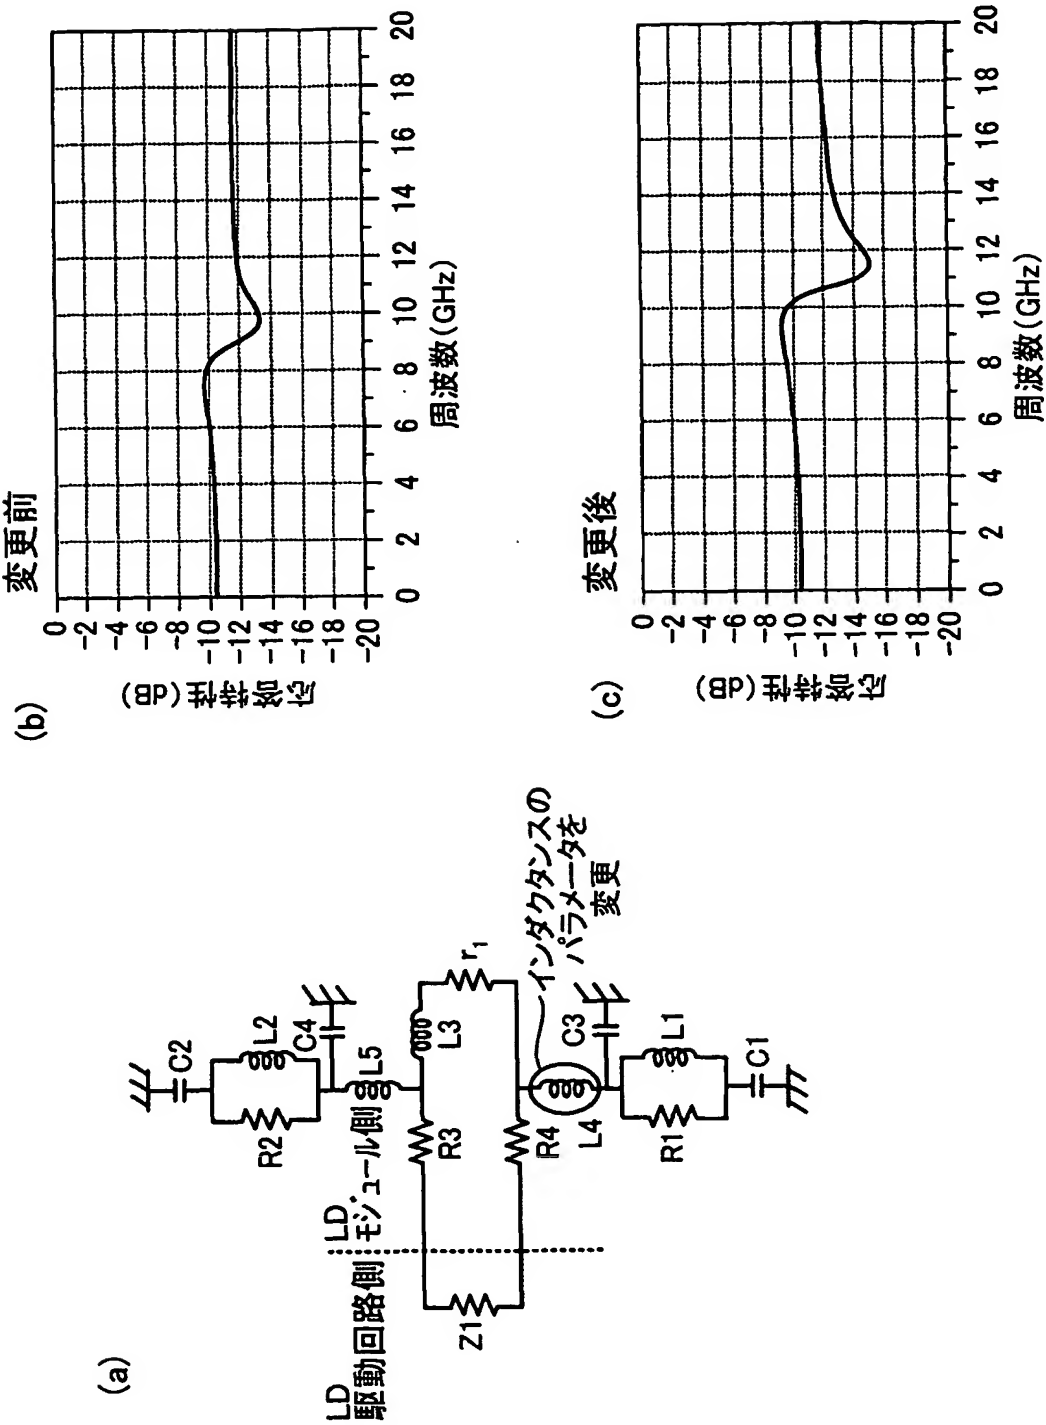 (a)
LD
駆動回路側
LD
モジュール側
Z1
R3
R4
L3
r1
L5
C4
R2
L2
C2
L4
インダクタンスの
パラメータを
変更
C3
R1
L1
C1
(b)
変更前
応答特性(dB)
0
-2
-4
-6
-8
-10
-12
-14
-16
-18
-20
0 2 4 6 8 10 12 14 16 18 20
周波数(GHz)
(c)
変更後
応答特性(dB)
0
-2
-4
-6
-8
-10
-12
-14
-16
-18
-20
0 2 4 6 8 10 12 14 16 18 20
周波数(GHz)